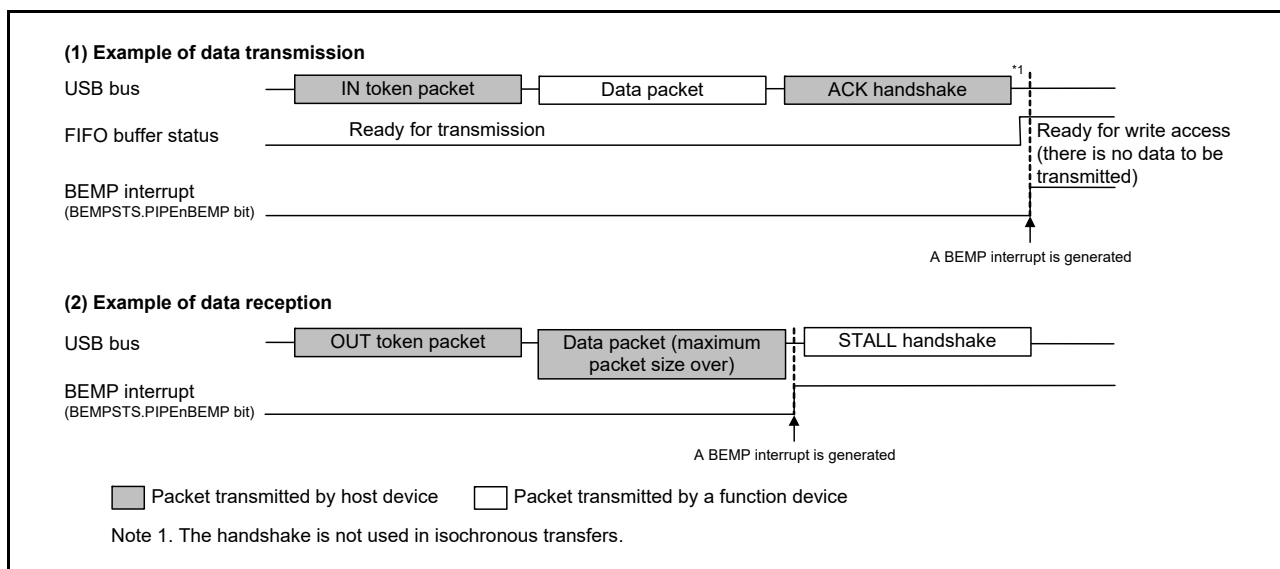 (1) Example of data transmission
*1
USB bus
IN token packet
Data packet
ACK handshake
FIFO buffer status
Ready for transmission
Ready for write access
(there is no data to be
transmitted)
BEMP interrupt
(BEMPSTS.PIPEnBEMP bit)
A BEMP interrupt is generated
(2) Example of data reception
USB bus
OUT token packet
Data packet (maximum
packet size over)
STALL handshake
BEMP interrupt
(BEMPSTS.PIPEnBEMP bit)
A BEMP interrupt is generated
Packet transmitted by host device
Packet transmitted by a function device
Note 1. The handshake is not used in isochronous transfers.